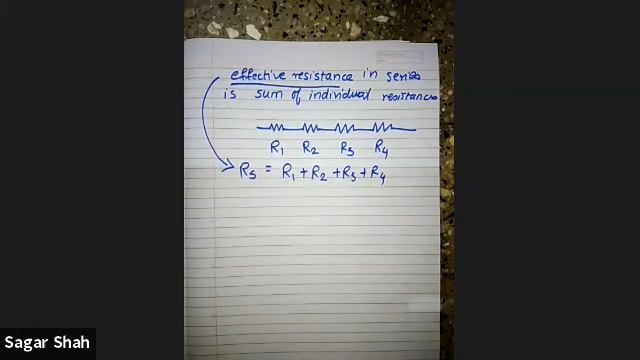 effective resistance in series
is sum of individual resistances
R1 R2 R3 R4
Rs = R1 + R2 + R3 + R4
Sagar Shah